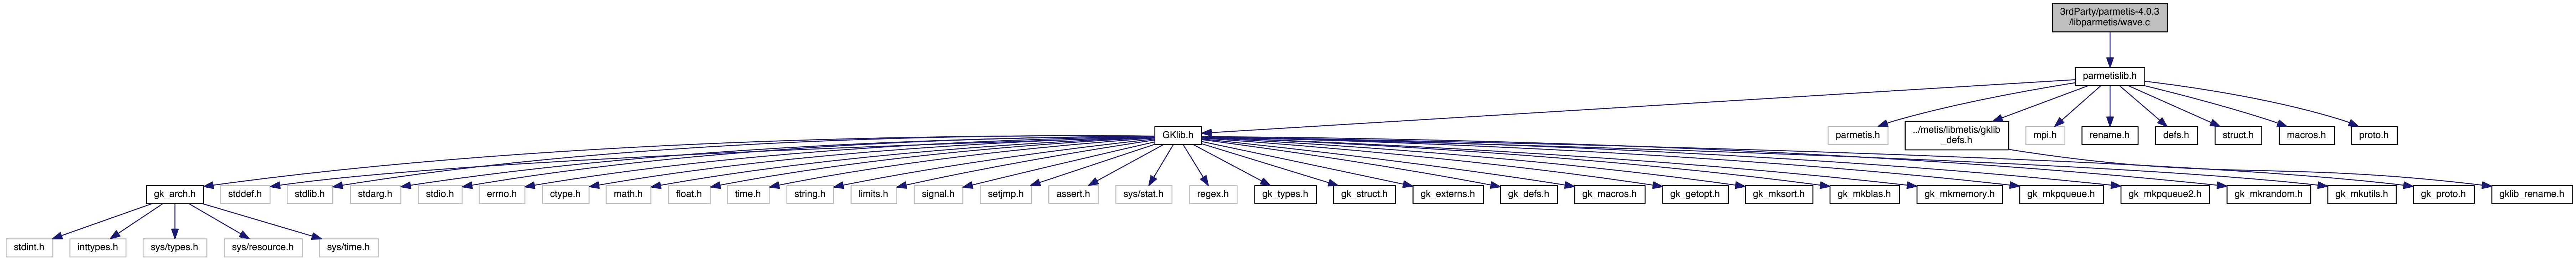 3rdParty/parmetis-4.0.3
/libparmetis/wave.c
parmetislib.h
GKlib.h
parmetis.h
../metis/libmetis/gklib
_defs.h
mpi.h
rename.h
defs.h
struct.h
macros.h
proto.h
gk_arch.h
stddef.h
stdlib.h
stdarg.h
stdio.h
errno.h
ctype.h
math.h
float.h
time.h
string.h
limits.h
signal.h
setjmp.h
assert.h
sys/stat.h
regex.h
gk_types.h
gk_struct.h
gk_externs.h
gk_defs.h
gk_macros.h
gk_getopt.h
gk_mksort.h
gk_mkblas.h
gk_mkmemory.h
gk_mkpqueue.h
gk_mkpqueue2.h
gk_mkrandom.h
gk_mkutils.h
gk_proto.h
gklib_rename.h
stdint.h
inttypes.h
sys/types.h
sys/resource.h
sys/time.h